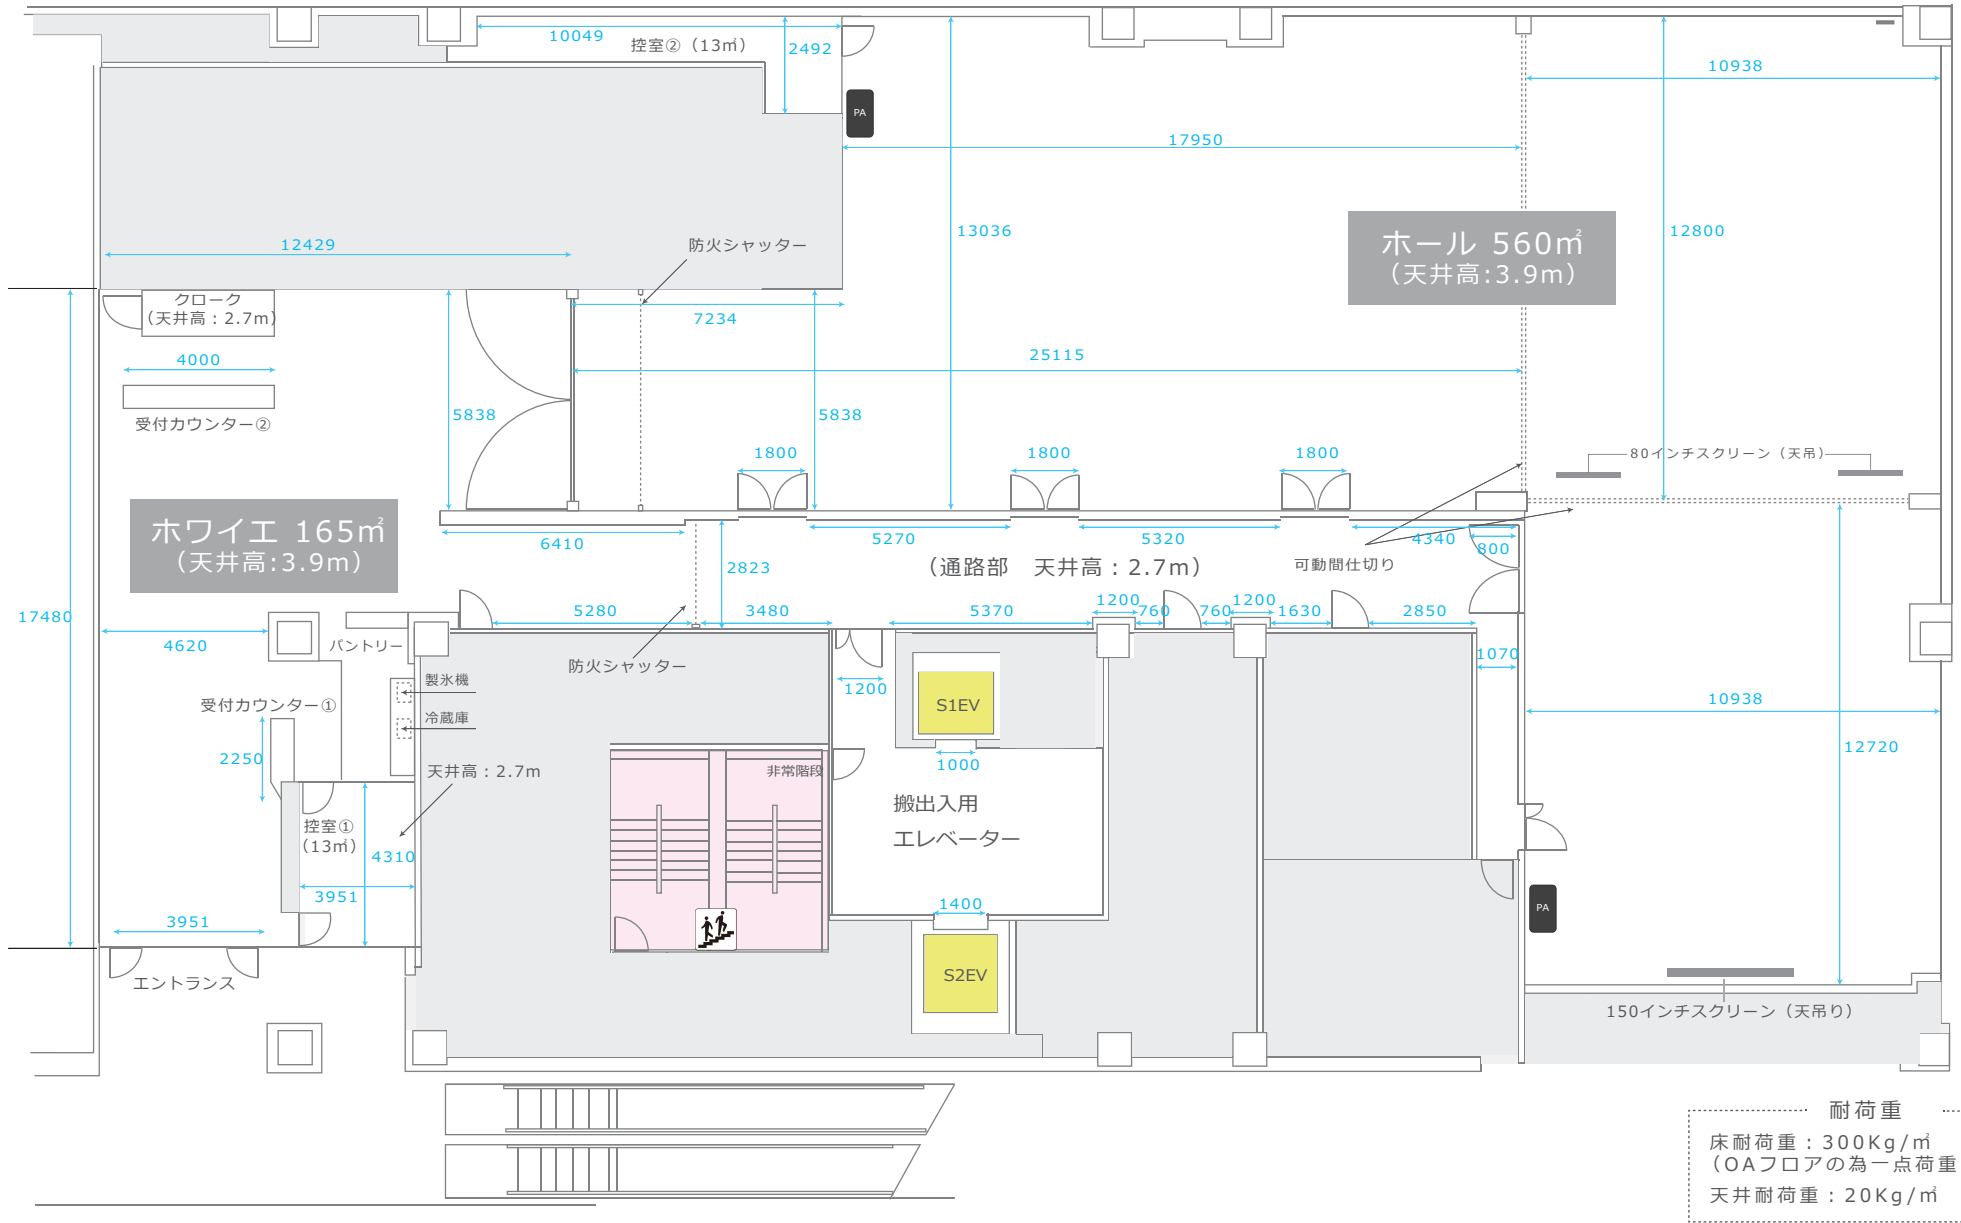 10049
控室②（13㎡）
2492
10938
PA
17950
12429
防火シャッター
13036
ホール 560㎡
（天井高:3.9m）
12800
クローク
（天井高：2.7m）
7234
4000
25115
受付カウンター②
5838
5838
1800
1800
1800
80インチスクリーン（天吊）
ホワイエ 165㎡
（天井高:3.9m）
6410
5270
5320
4340
800
2823
（通路部　天井高：2.7m）
可動間仕切り
17480
5280
3480
5370
1200
760
760
1200
1630
2850
4620
パントリー
防火シャッター
1070
製氷機
1200
受付カウンター①
冷蔵庫
S1EV
10938
2250
12720
天井高：2.7m
非常階段
1000
搬出入用
エレベーター
控室①
（13㎡）
4310
3951
1400
PA
3951
エントランス
S2EV
150インチスクリーン（天吊り）
耐荷重
床耐荷重：300Kg/㎡
（OAフロアの為一点荷重
天井耐荷重：20Kg/㎡